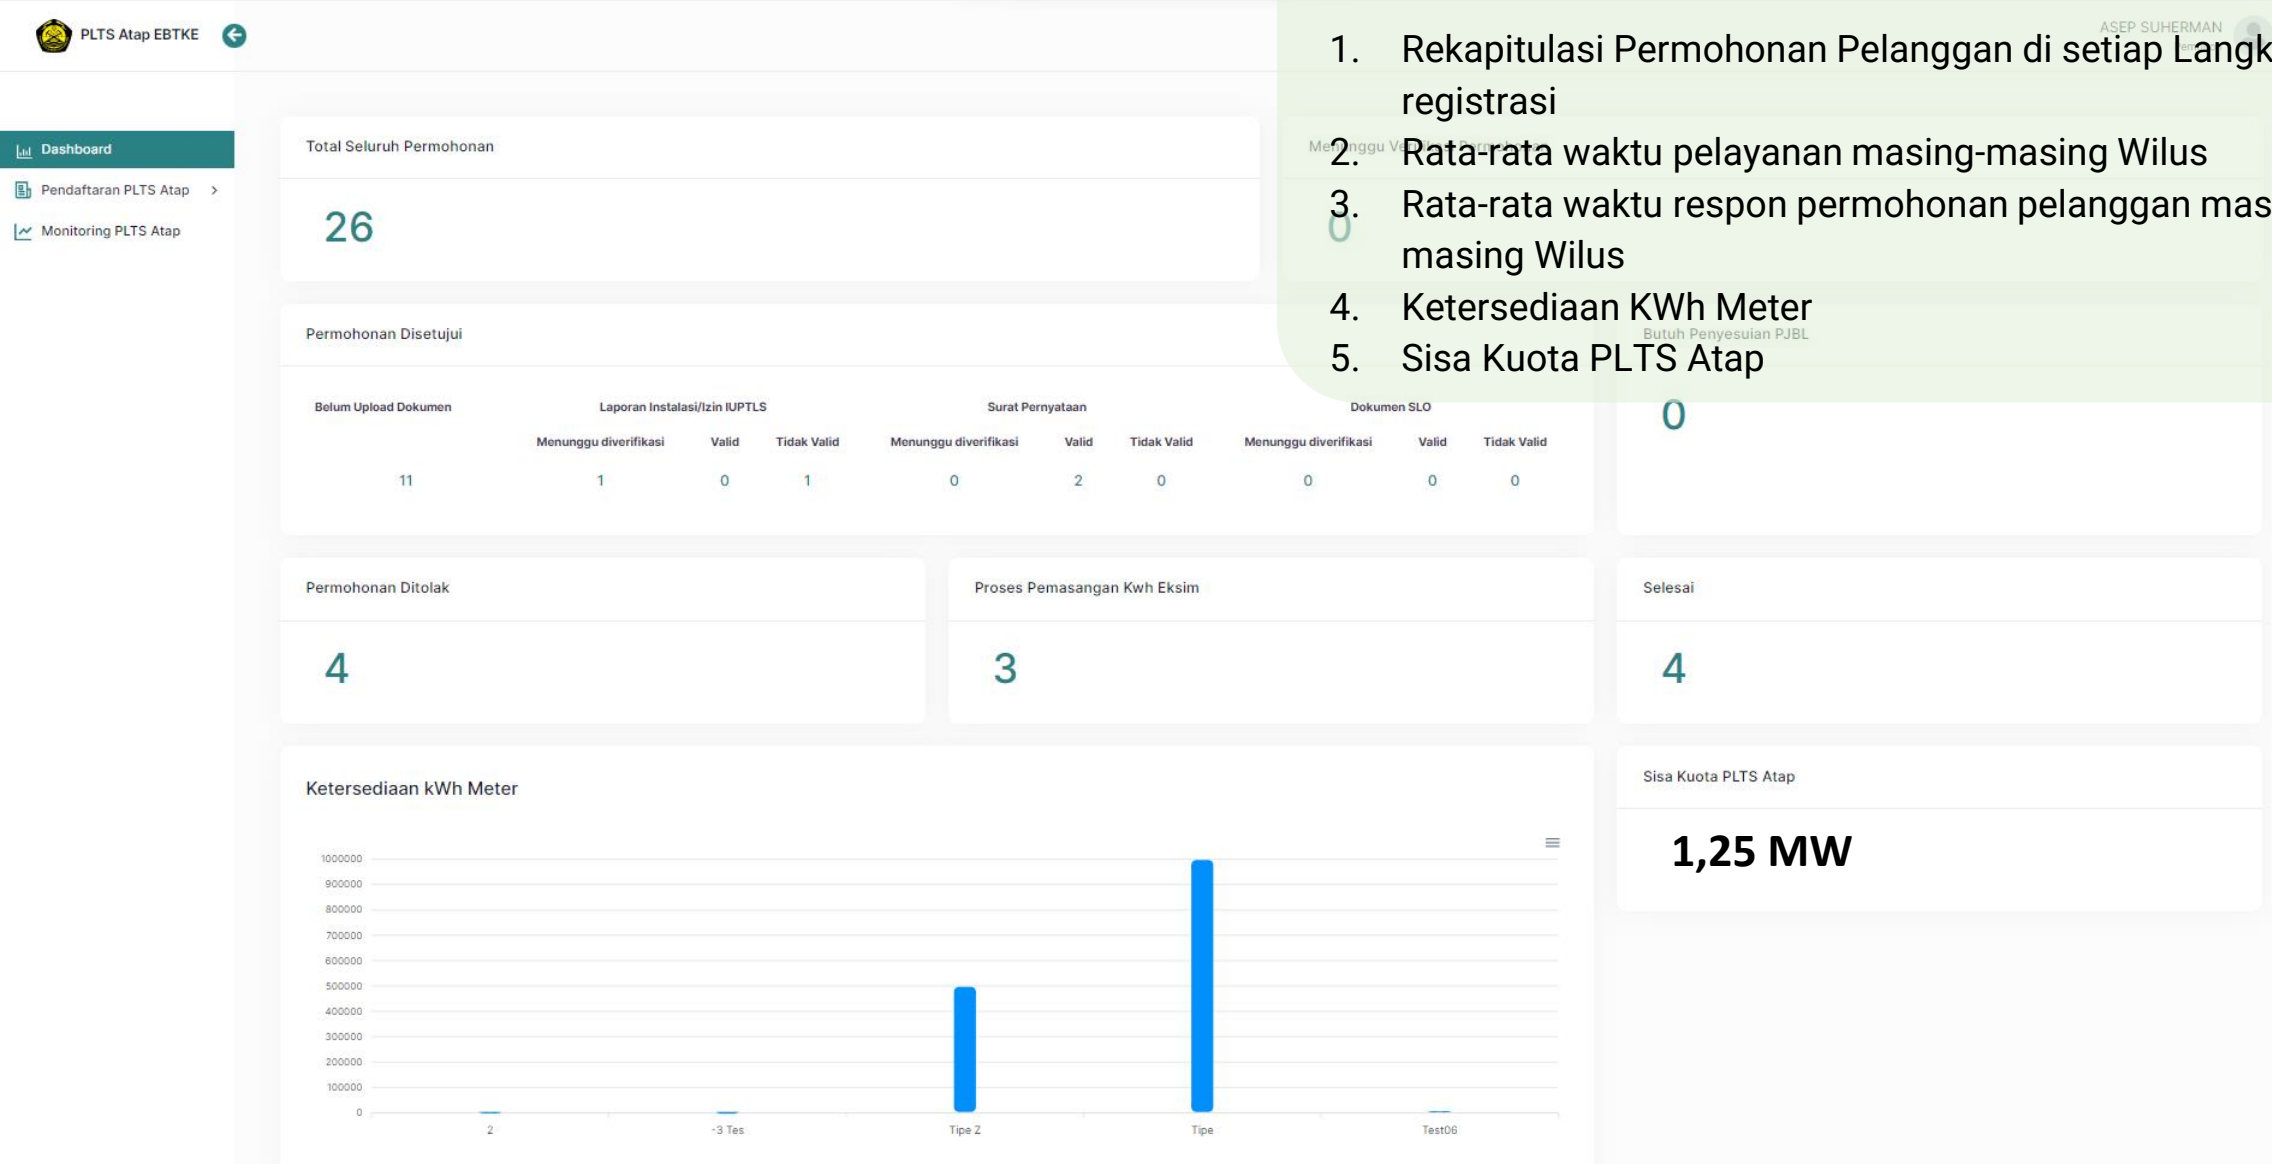 PLTS Atap EBTKE
ASEP SUHERMAN
1. Rekapitulasi Permohonan Pelanggan di setiap Langk
registrasi
2. Rata-rata waktu pelayanan masing-masing Wilus
3. Rata-rata waktu respon permohonan pelanggan mas
masing Wilus
4. Ketersediaan KWh Meter
5. Sisa Kuota PLTS Atap
Dashboard
Pendaftaran PLTS Atap
Monitoring PLTS Atap
Total Seluruh Permohonan
26
Menunggu Verifikasi Permohonan
0
Permohonan Disetujui
Belum Upload Dokumen Laporan Instalasi/Izin IUPTLS Surat Pernyataan Dokumen SLO
Menunggu diverifikasi Valid Tidak Valid Menunggu diverifikasi Valid Tidak Valid Menunggu diverifikasi Valid Tidak Valid
11 1 0 1 0 2 0 0 0 0
Butuh Penyesuian PJBL
0
Permohonan Ditolak
4
Proses Pemasangan Kwh Eksim
3
Selesai
4
Ketersediaan kWh Meter
1000000
900000
800000
700000
600000
500000
400000
300000
200000
100000
0
2 -3 Tes Tipe Z Tipe Test06
Sisa Kuota PLTS Atap
1,25 MW